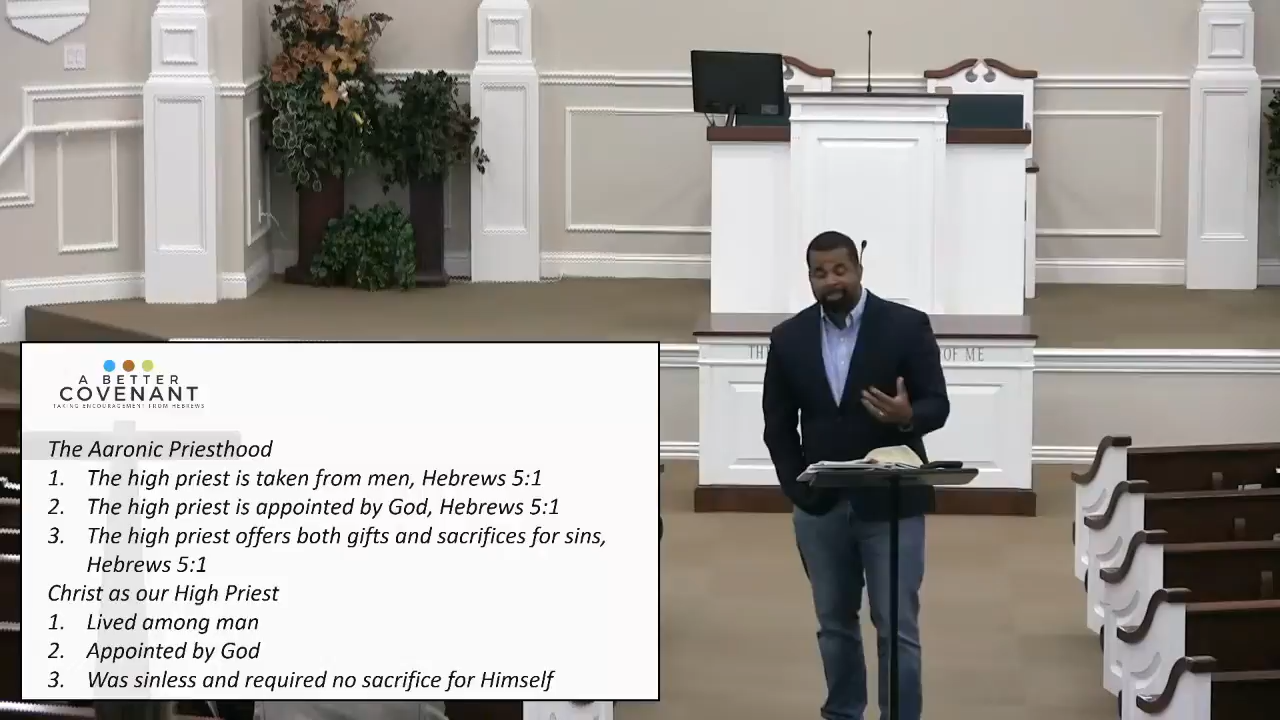 A BETTER
COVENANT
TAKING ENCOURAGEMENT FROM HEBREWS
The Aaronic Priesthood
1. The high priest is taken from men, Hebrews 5:1
2. The high priest is appointed by God, Hebrews 5:1
3. The high priest offers both gifts and sacrifices for sins,
Hebrews 5:1
Christ as our High Priest
1. Lived among man
2. Appointed by God
3. Was sinless and required no sacrifice for Himself
OF ME